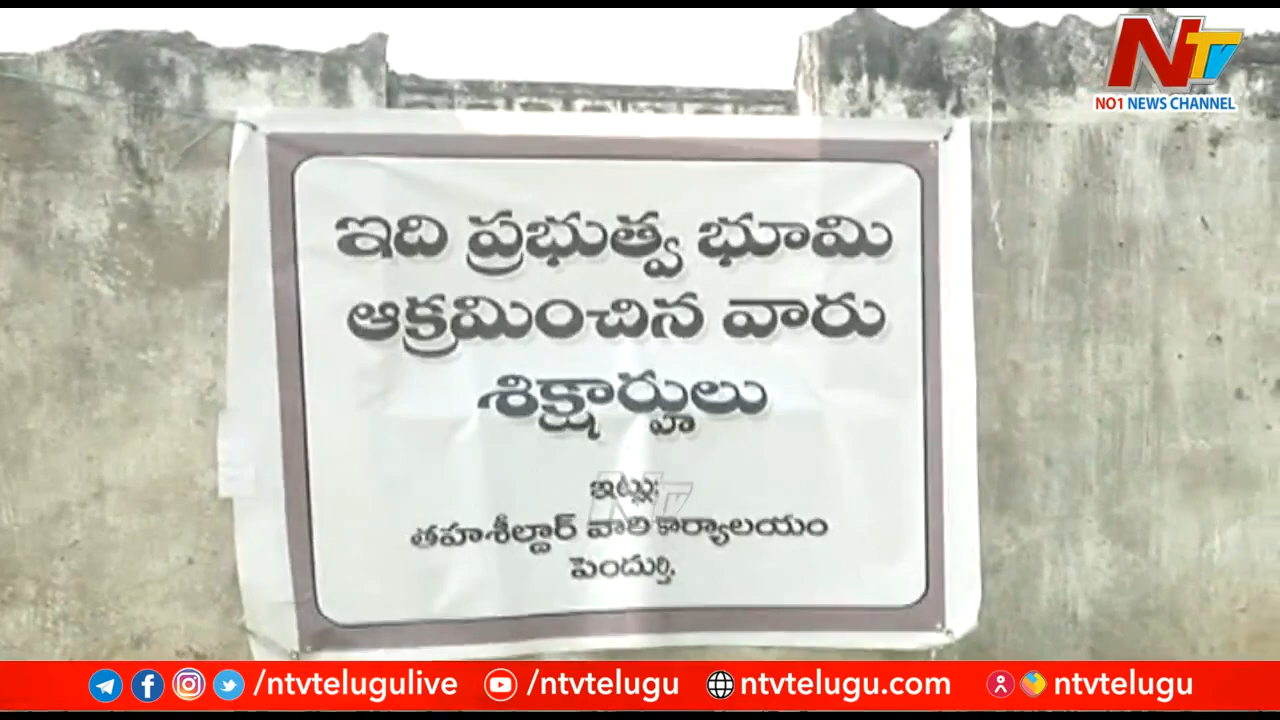 NTV
NO1 NEWS CHANNEL
ఇది ప్రభుత్వ భూమి
ఆక్రమించిన వారు
శిక్షార్హులు
ఇట్లు:
తహశీల్దార్ వారి కార్యాలయం
పెందుర్తి.
/ntvtelugulive /ntvtelugu ntvtelugu.com ntvtelugu